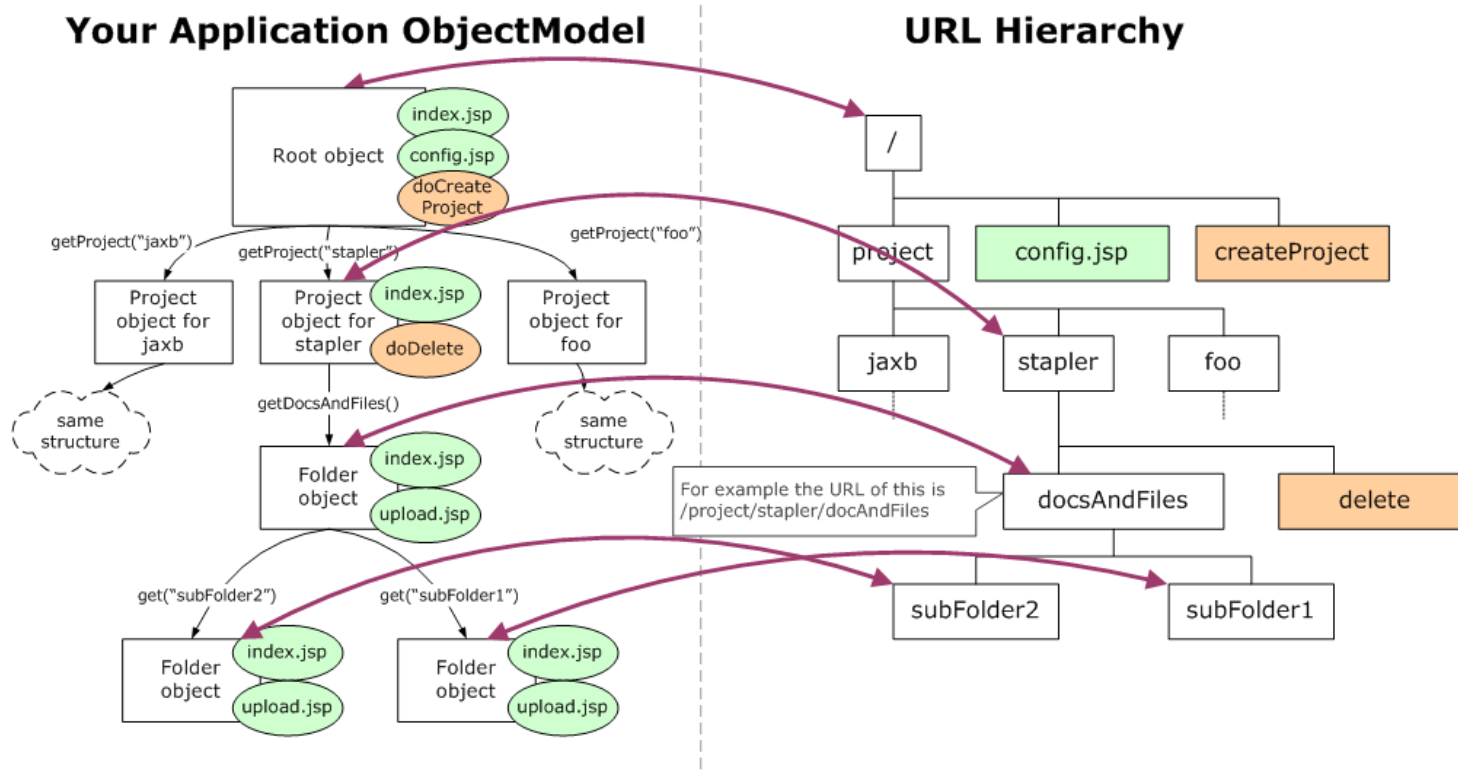 Your Application ObjectModel
URL Hierarchy
index.jsp
Root object
config.jsp
doCreate
Project
/
getProject("jaxb")
getProject("stapler")
getProject("foo")
project
config.jsp
createProject
Project
object for
jaxb
Project
object for
stapler
index.jsp
doDelete
Project
object for
foo
jaxb
stapler
foo
same
structure
getDocsAndFiles()
same
structure
Folder
object
index.jsp
upload.jsp
For example the URL of this is
/project/stapler/docAndFiles
docsAndFiles
delete
get("subFolder2")
get("subFolder1")
subFolder2
subFolder1
Folder
object
index.jsp
upload.jsp
Folder
object
index.jsp
upload.jsp